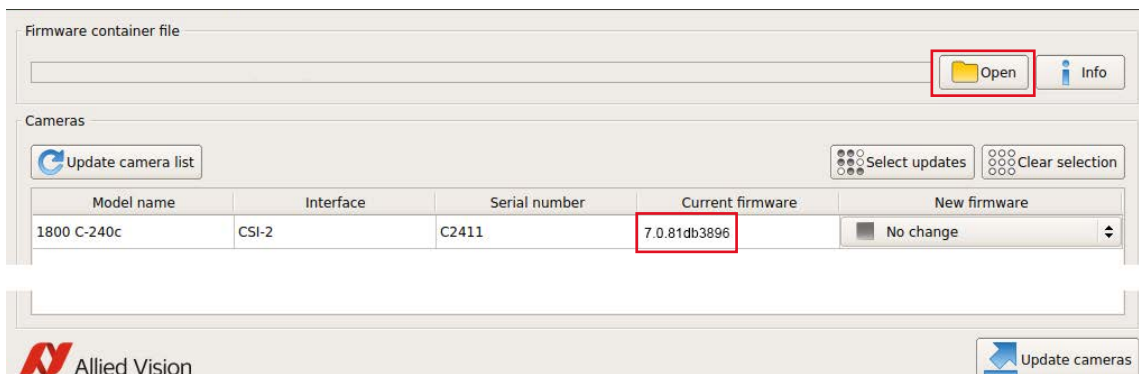 Firmware container file
Open Info
Cameras
Update camera list Select updates Clear selection
Model name Interface Serial number Current firmware New firmware
1800 C-240c CSI-2 C2411 7.0.81db3896 No change
Allied Vision Update cameras